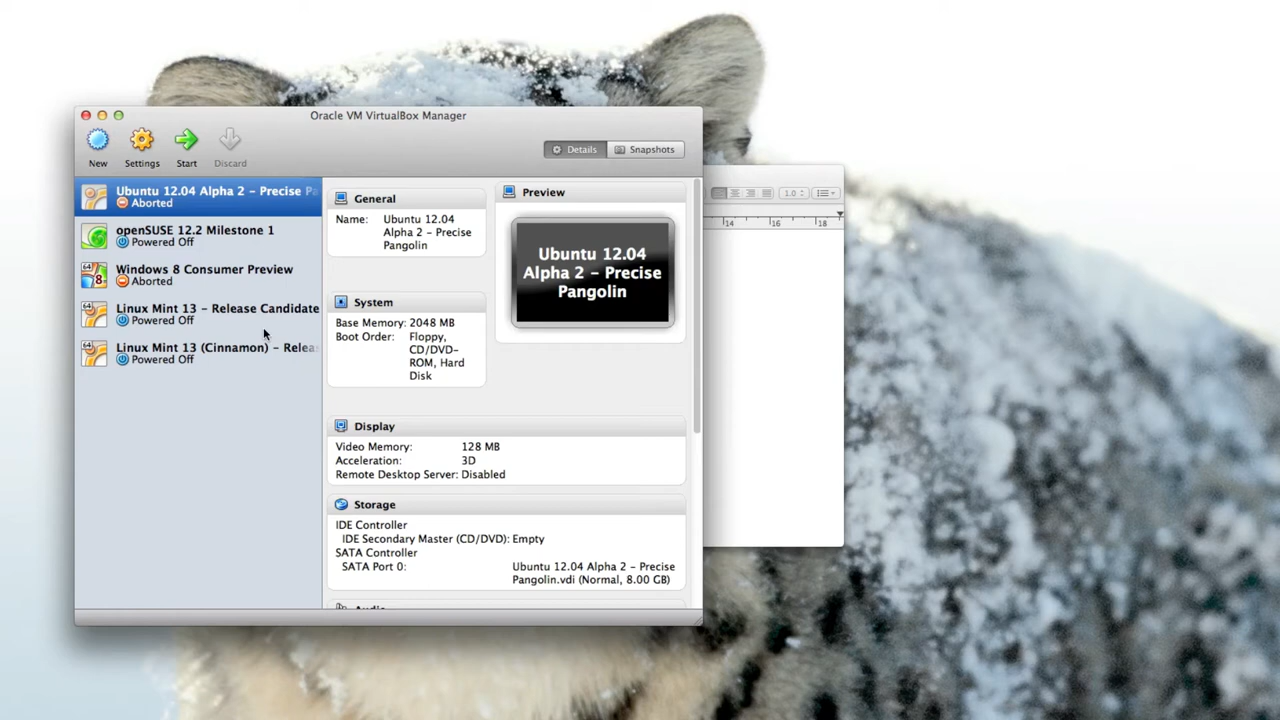 Oracle VM VirtualBox Manager
New
Settings
Start
Discard
Details
Snapshots
Ubuntu 12.04 Alpha 2 – Precise P
Aborted
openSUSE 12.2 Milestone 1
Powered Off
64
Windows 8 Consumer Preview
Aborted
64
Linux Mint 13 – Release Candidate
Powered Off
64
Linux Mint 13 (Cinnamon) – Relea
Powered Off
General
Name: Ubuntu 12.04
Alpha 2 – Precise
Pangolin
System
Base Memory: 2048 MB
Boot Order: Floppy,
CD/DVD-
ROM, Hard
Disk
Preview
Ubuntu 12.04
Alpha 2 – Precise
Pangolin
Display
Video Memory: 128 MB
Acceleration: 3D
Remote Desktop Server: Disabled
Storage
IDE Controller
IDE Secondary Master (CD/DVD): Empty
SATA Controller
SATA Port 0: Ubuntu 12.04 Alpha 2 – Precise
Pangolin.vdi (Normal, 8.00 GB)
1.0
14 16 18